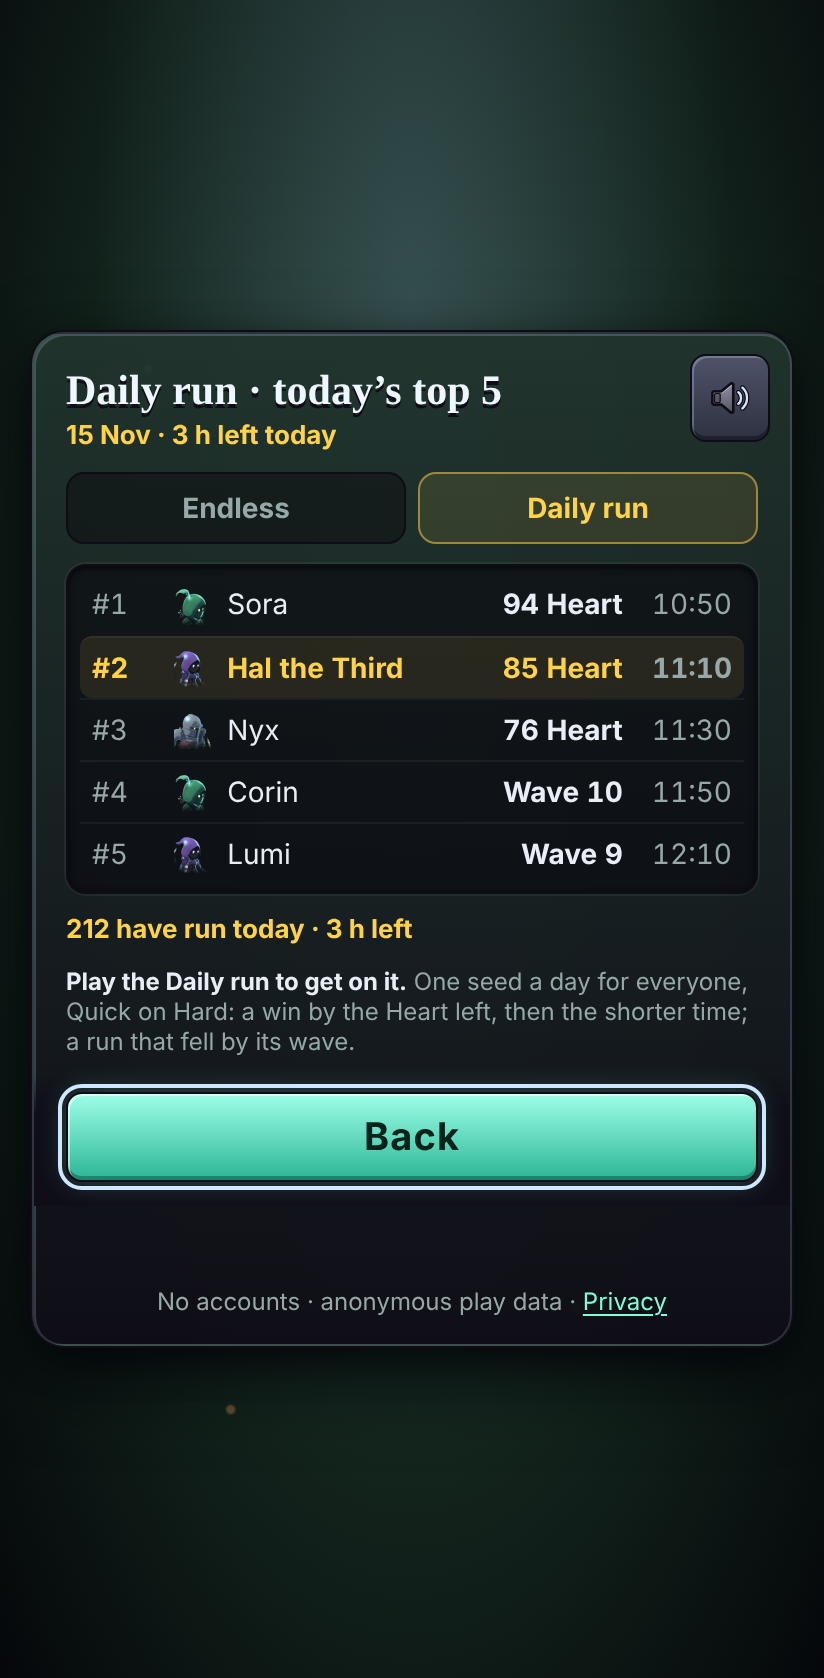 Daily run · today’s top 5
15 Nov · 3 h left today
Endless
Daily run
#1 Sora 94 Heart 10:50
#2 Hal the Third 85 Heart 11:10
#3 Nyx 76 Heart 11:30
#4 Corin Wave 10 11:50
#5 Lumi Wave 9 12:10
212 have run today · 3 h left
Play the Daily run to get on it. One seed a day for everyone,
Quick on Hard: a win by the Heart left, then the shorter time;
a run that fell by its wave.
Back
No accounts · anonymous play data · Privacy